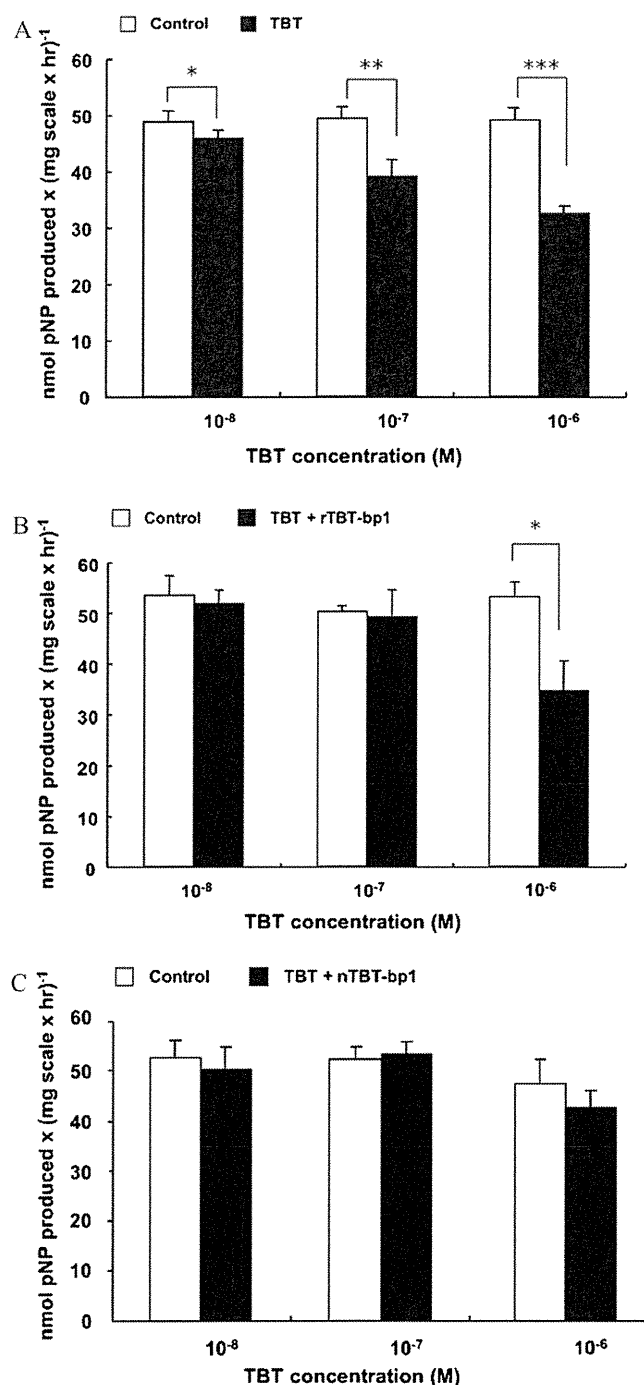 A
Control TBT
nmol pNP produced x (mg scale x hr)-1
60
50
40
30
20
10
0
*
**
***
10-8 10-7 10-6
TBT concentration (M)
B
Control TBT + rTBT-bp1
nmol pNP produced x (mg scale x hr)-1
60
50
40
30
20
10
0
*
10-8 10-7 10-6
TBT concentration (M)
C
Control TBT + nTBT-bp1
nmol pNP produced x (mg scale x hr)-1
60
50
40
30
20
10
0
10-8 10-7 10-6
TBT concentration (M)